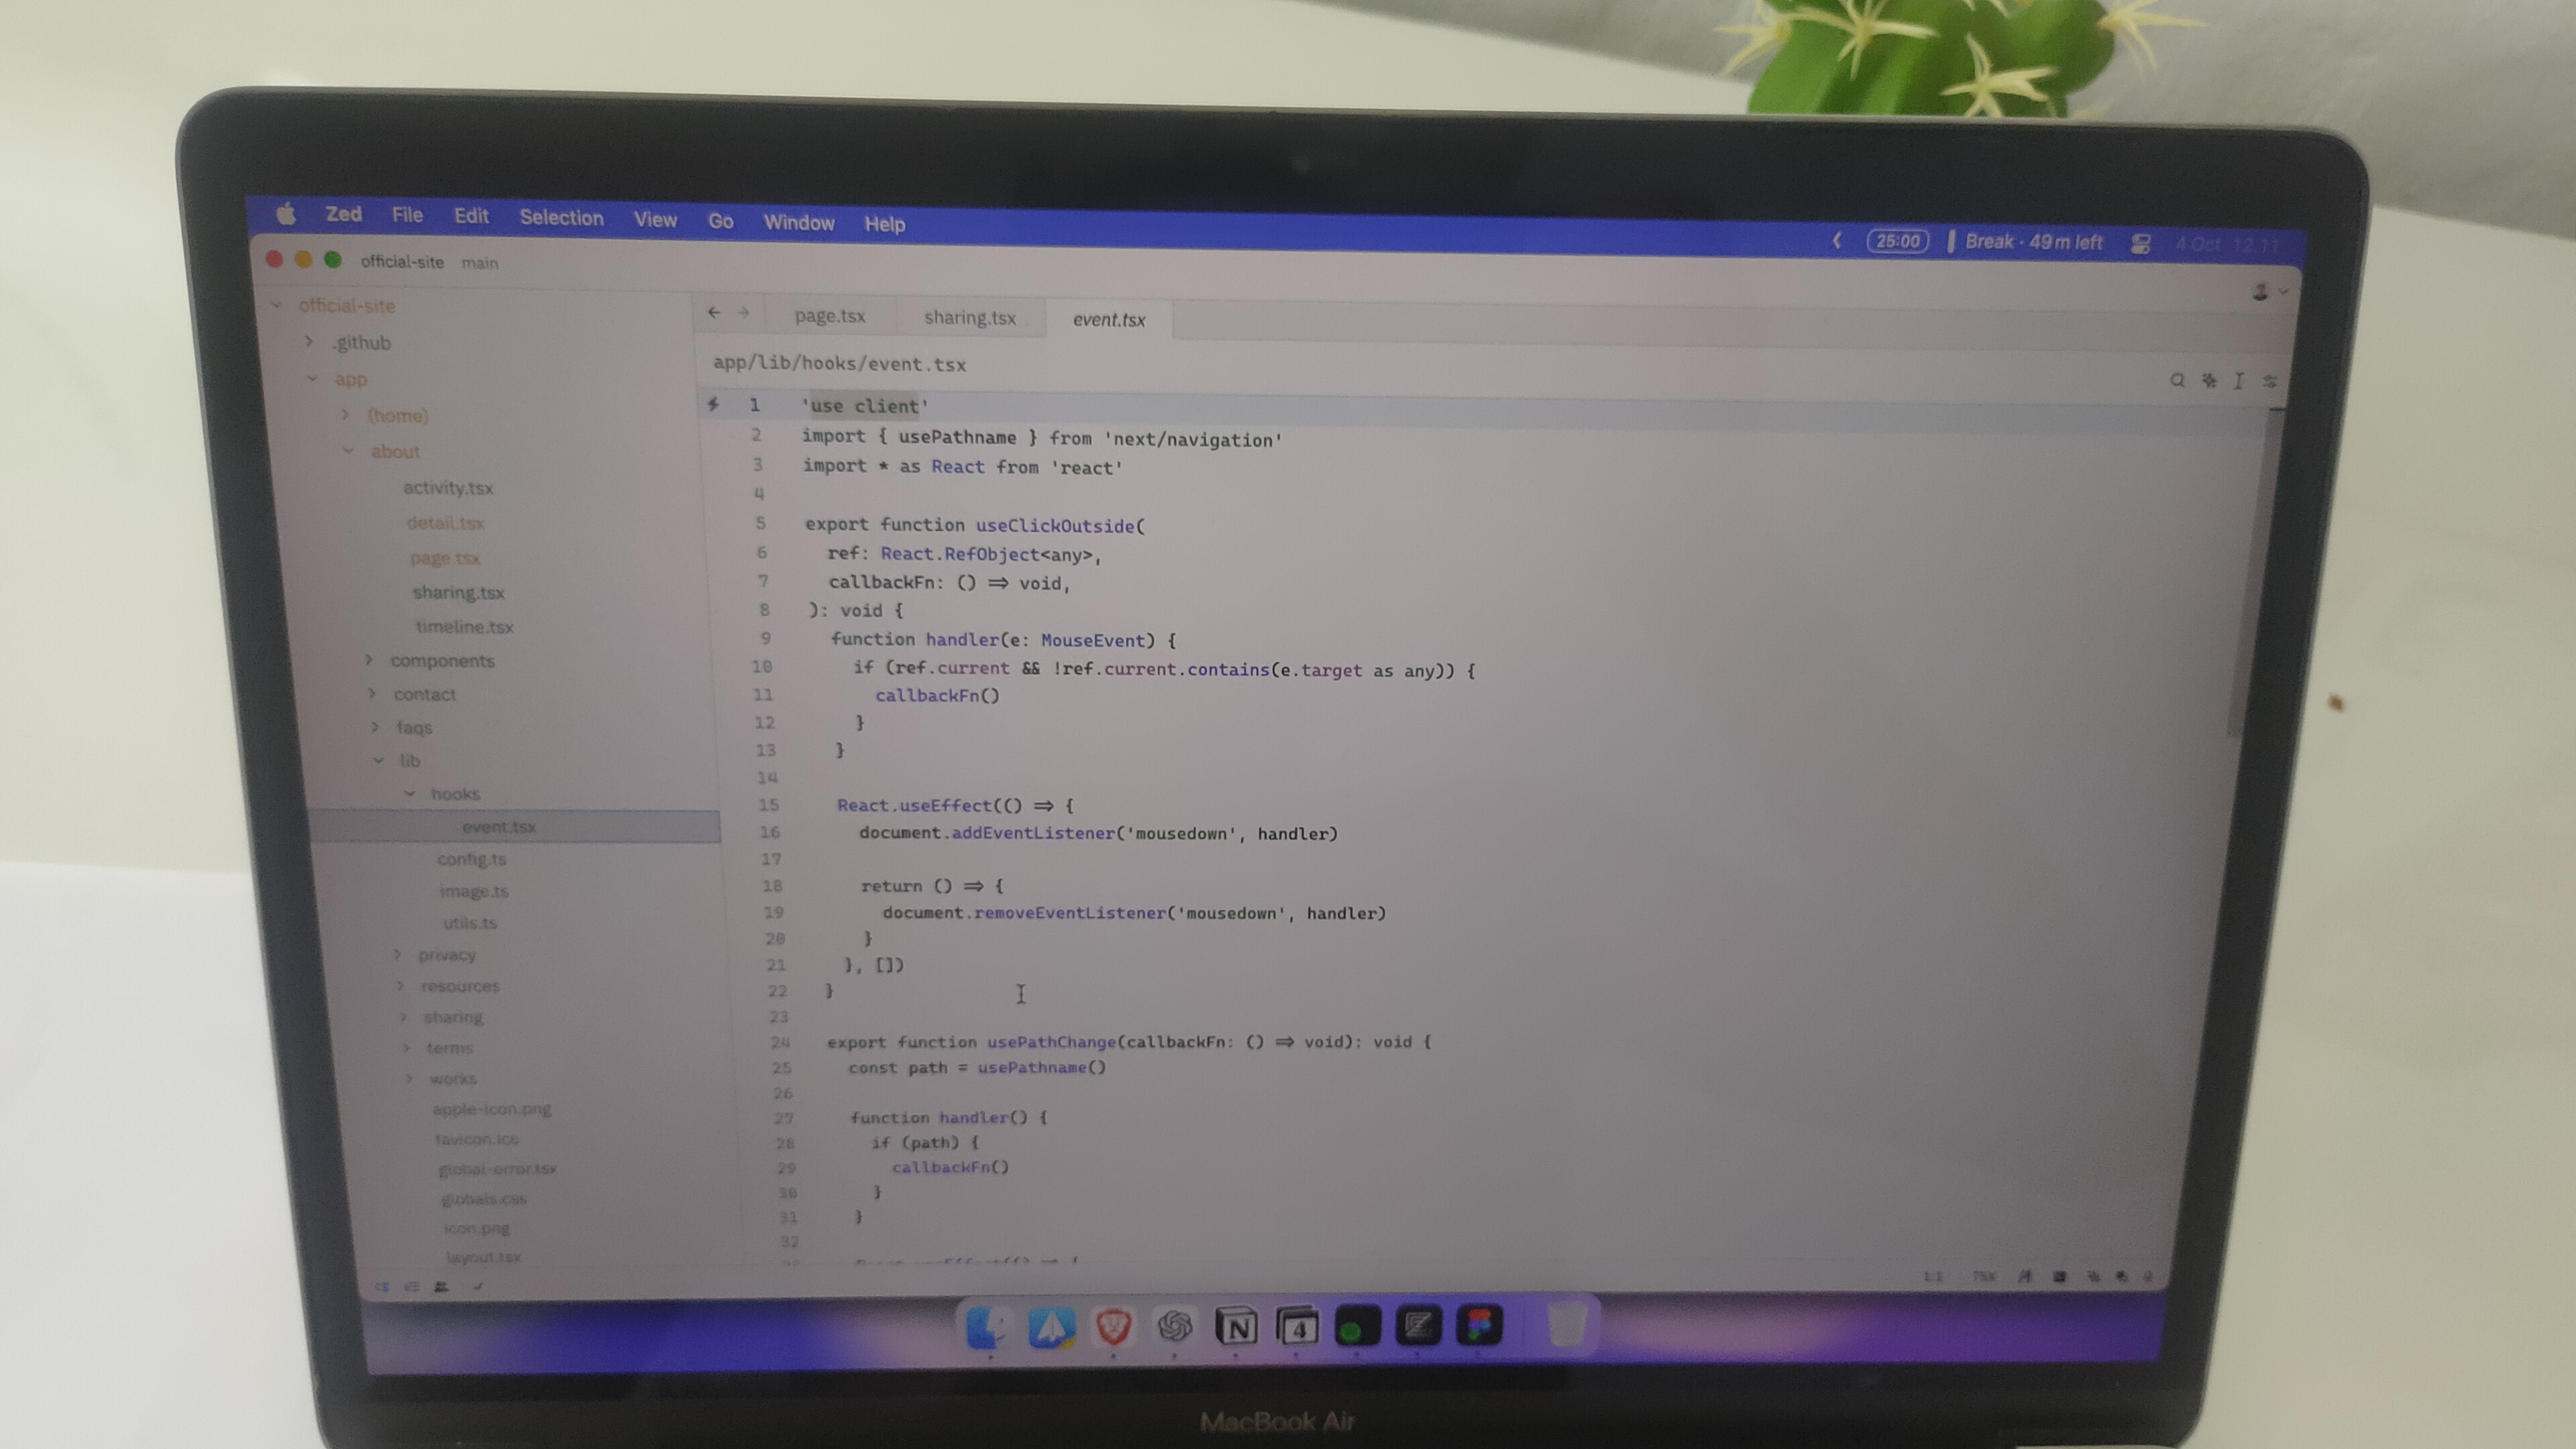 Zed File Edit Selection View Go Window Help
25:00 Break · 49 m left 4 Oct 12.11
official-site main
official-site
.github
app
(home)
about
activity.tsx
detail.tsx
page.tsx
sharing.tsx
timeline.tsx
components
contact
faqs
lib
hooks
event.tsx
config.ts
image.ts
utils.ts
privacy
resources
sharing
terms
works
apple-icon.png
favicon.ico
global-error.tsx
globals.css
icon.png
layout.tsx
page.tsx sharing.tsx event.tsx
app/lib/hooks/event.tsx
1 'use client'
2 import { usePathname } from 'next/navigation'
3 import * as React from 'react'
4
5 export function useClickOutside(
6 ref: React.RefObject<any>,
7 callbackFn: () ⇒ void,
8 ): void {
9 function handler(e: MouseEvent) {
10 if (ref.current && !ref.current.contains(e.target as any)) {
11 callbackFn()
12 }
13 }
14
15 React.useEffect(() ⇒ {
16 document.addEventListener('mousedown', handler)
17
18 return () ⇒ {
19 document.removeEventListener('mousedown', handler)
20 }
21 }, [])
22 }
23
24 export function usePathChange(callbackFn: () ⇒ void): void {
25 const path = usePathname()
26
27 function handler() {
28 if (path) {
29 callbackFn()
30 }
31 }
32
1:1
N
4
MacBook Air